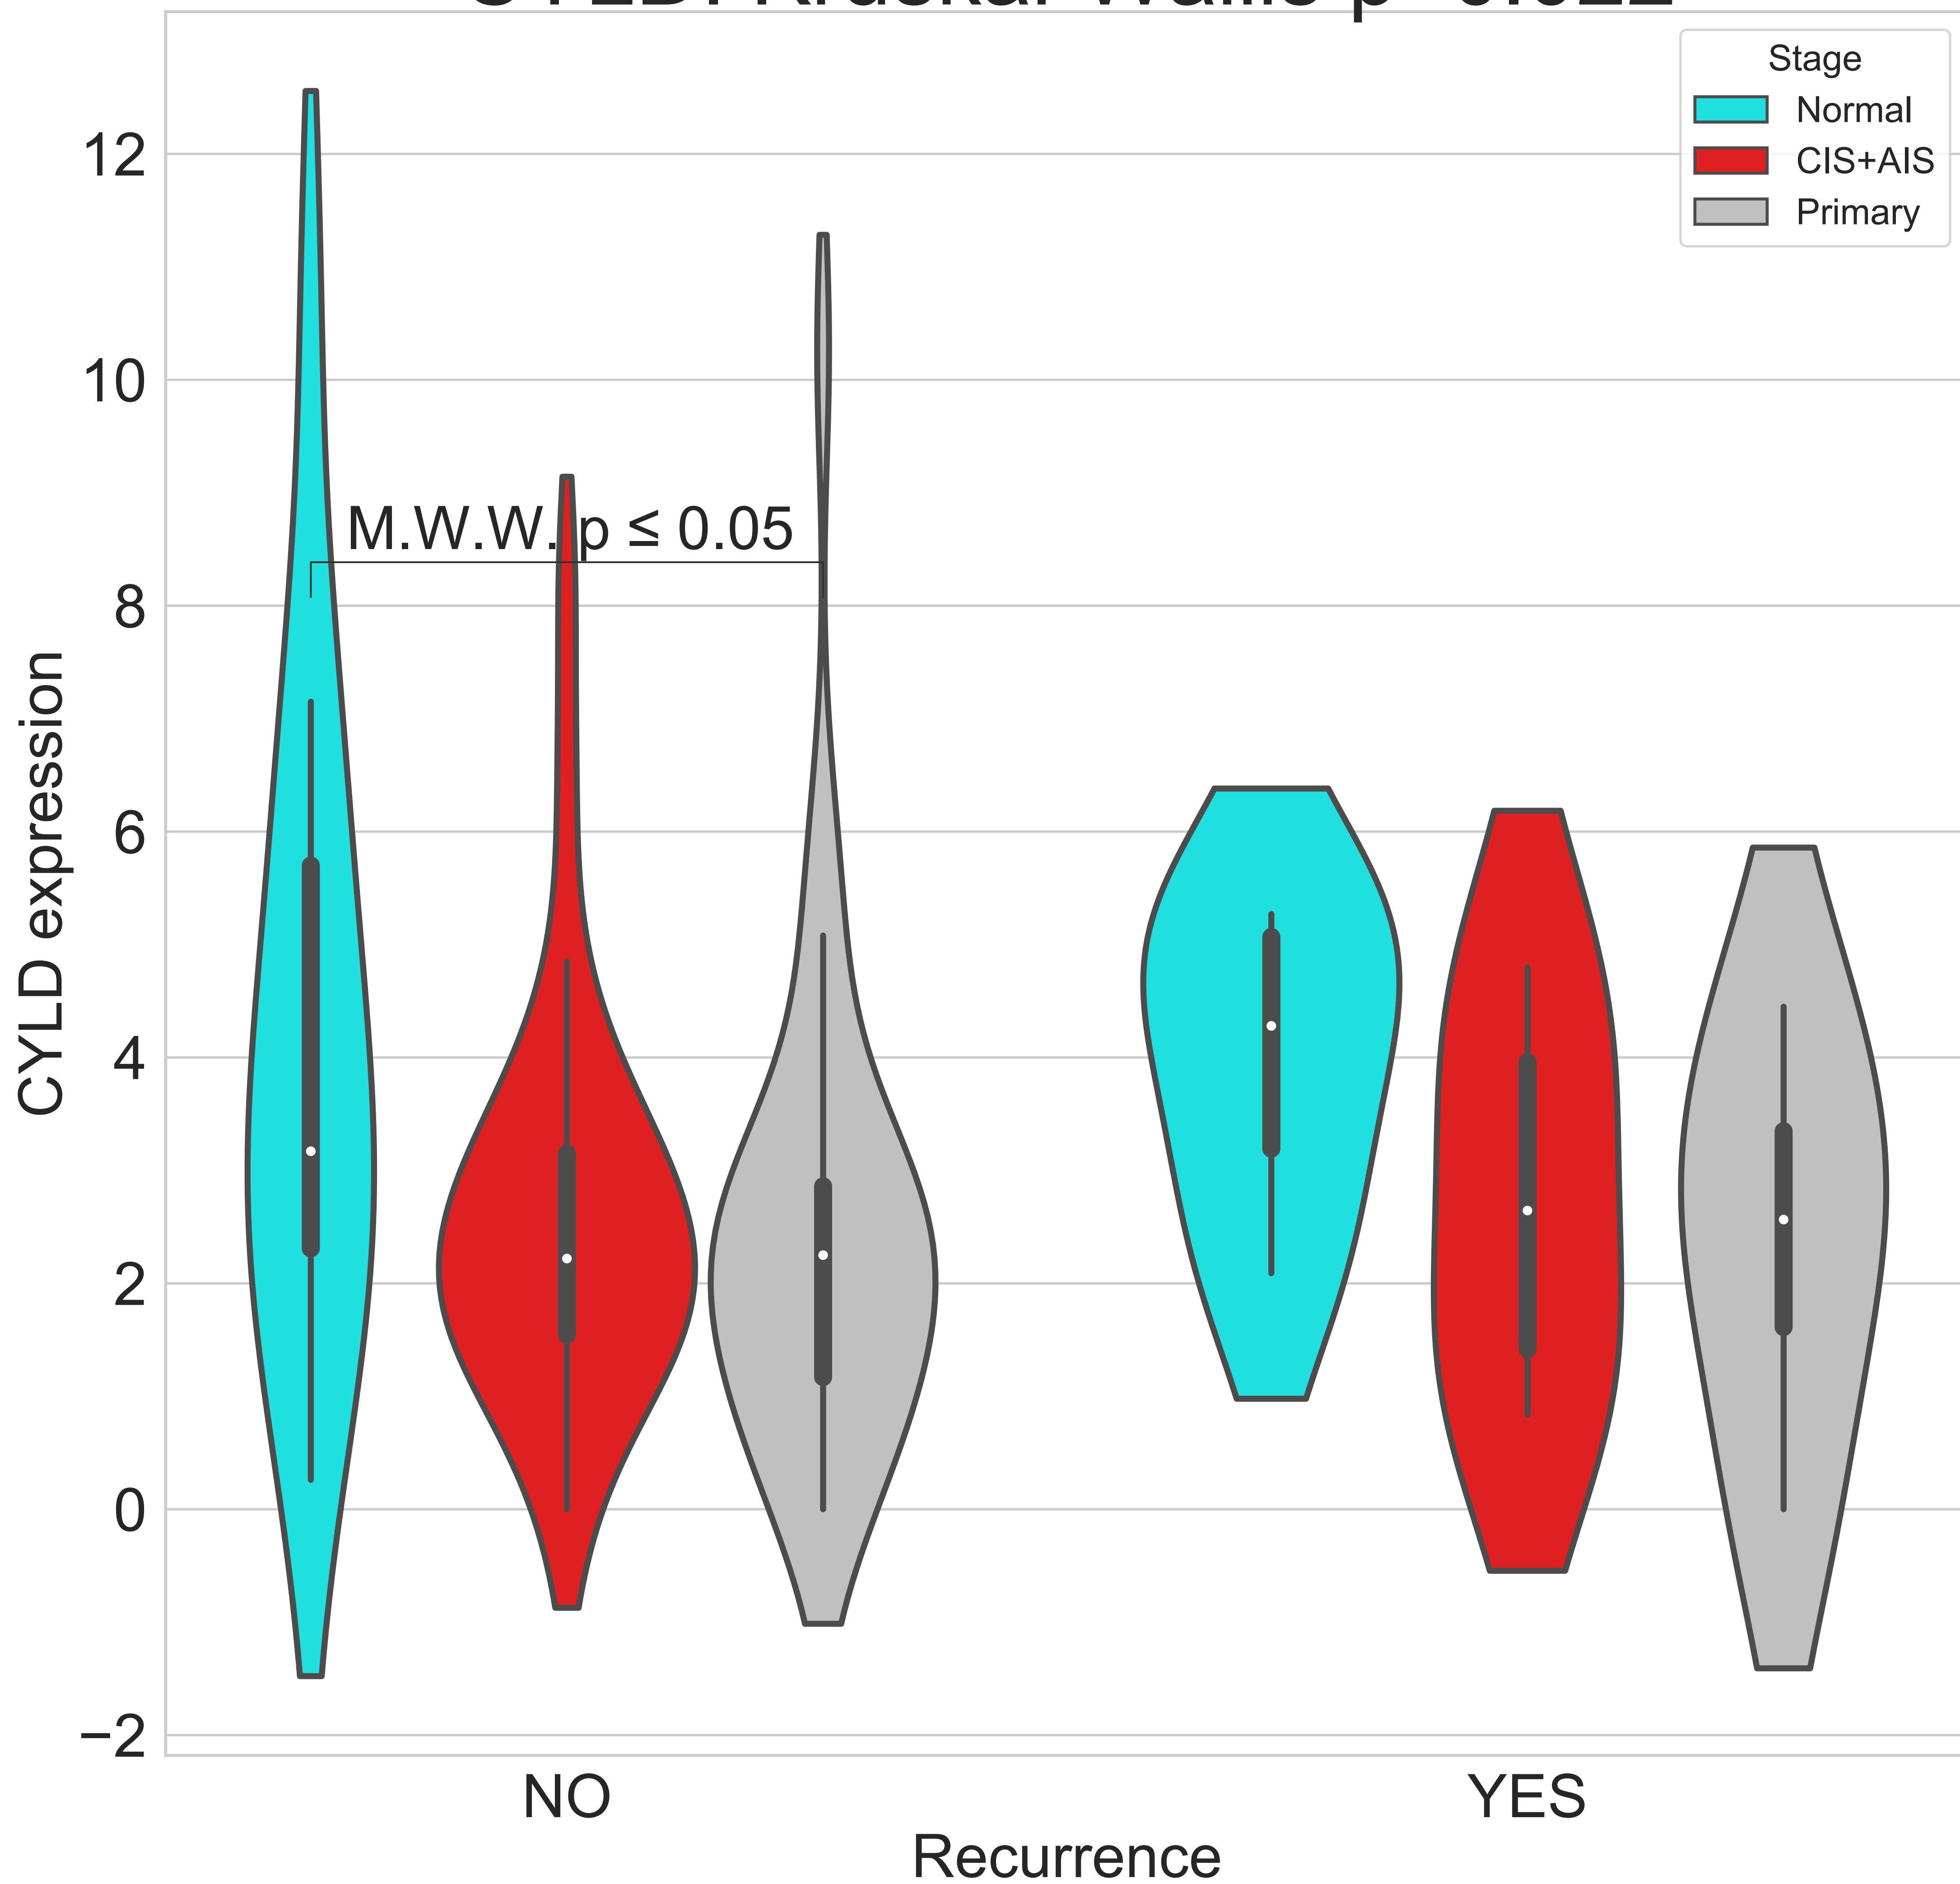 Stage
Normal
CIS+AIS
Primary
12
10
8
6
4
2
0
−2
M.W.W. p ≤ 0.05
CYLD expression
NO
YES
Recurrence